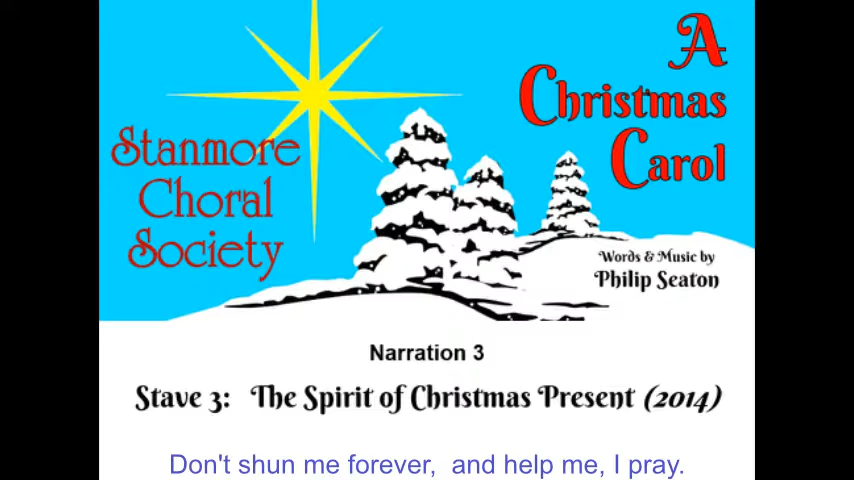 A
Christmas
Carol
Stanmore
Choral
Society
Words & Music by
Philip Seaton
Narration 3
Stave 3: The Spirit of Christmas Present (2014)
Don't shun me forever, and help me, I pray.